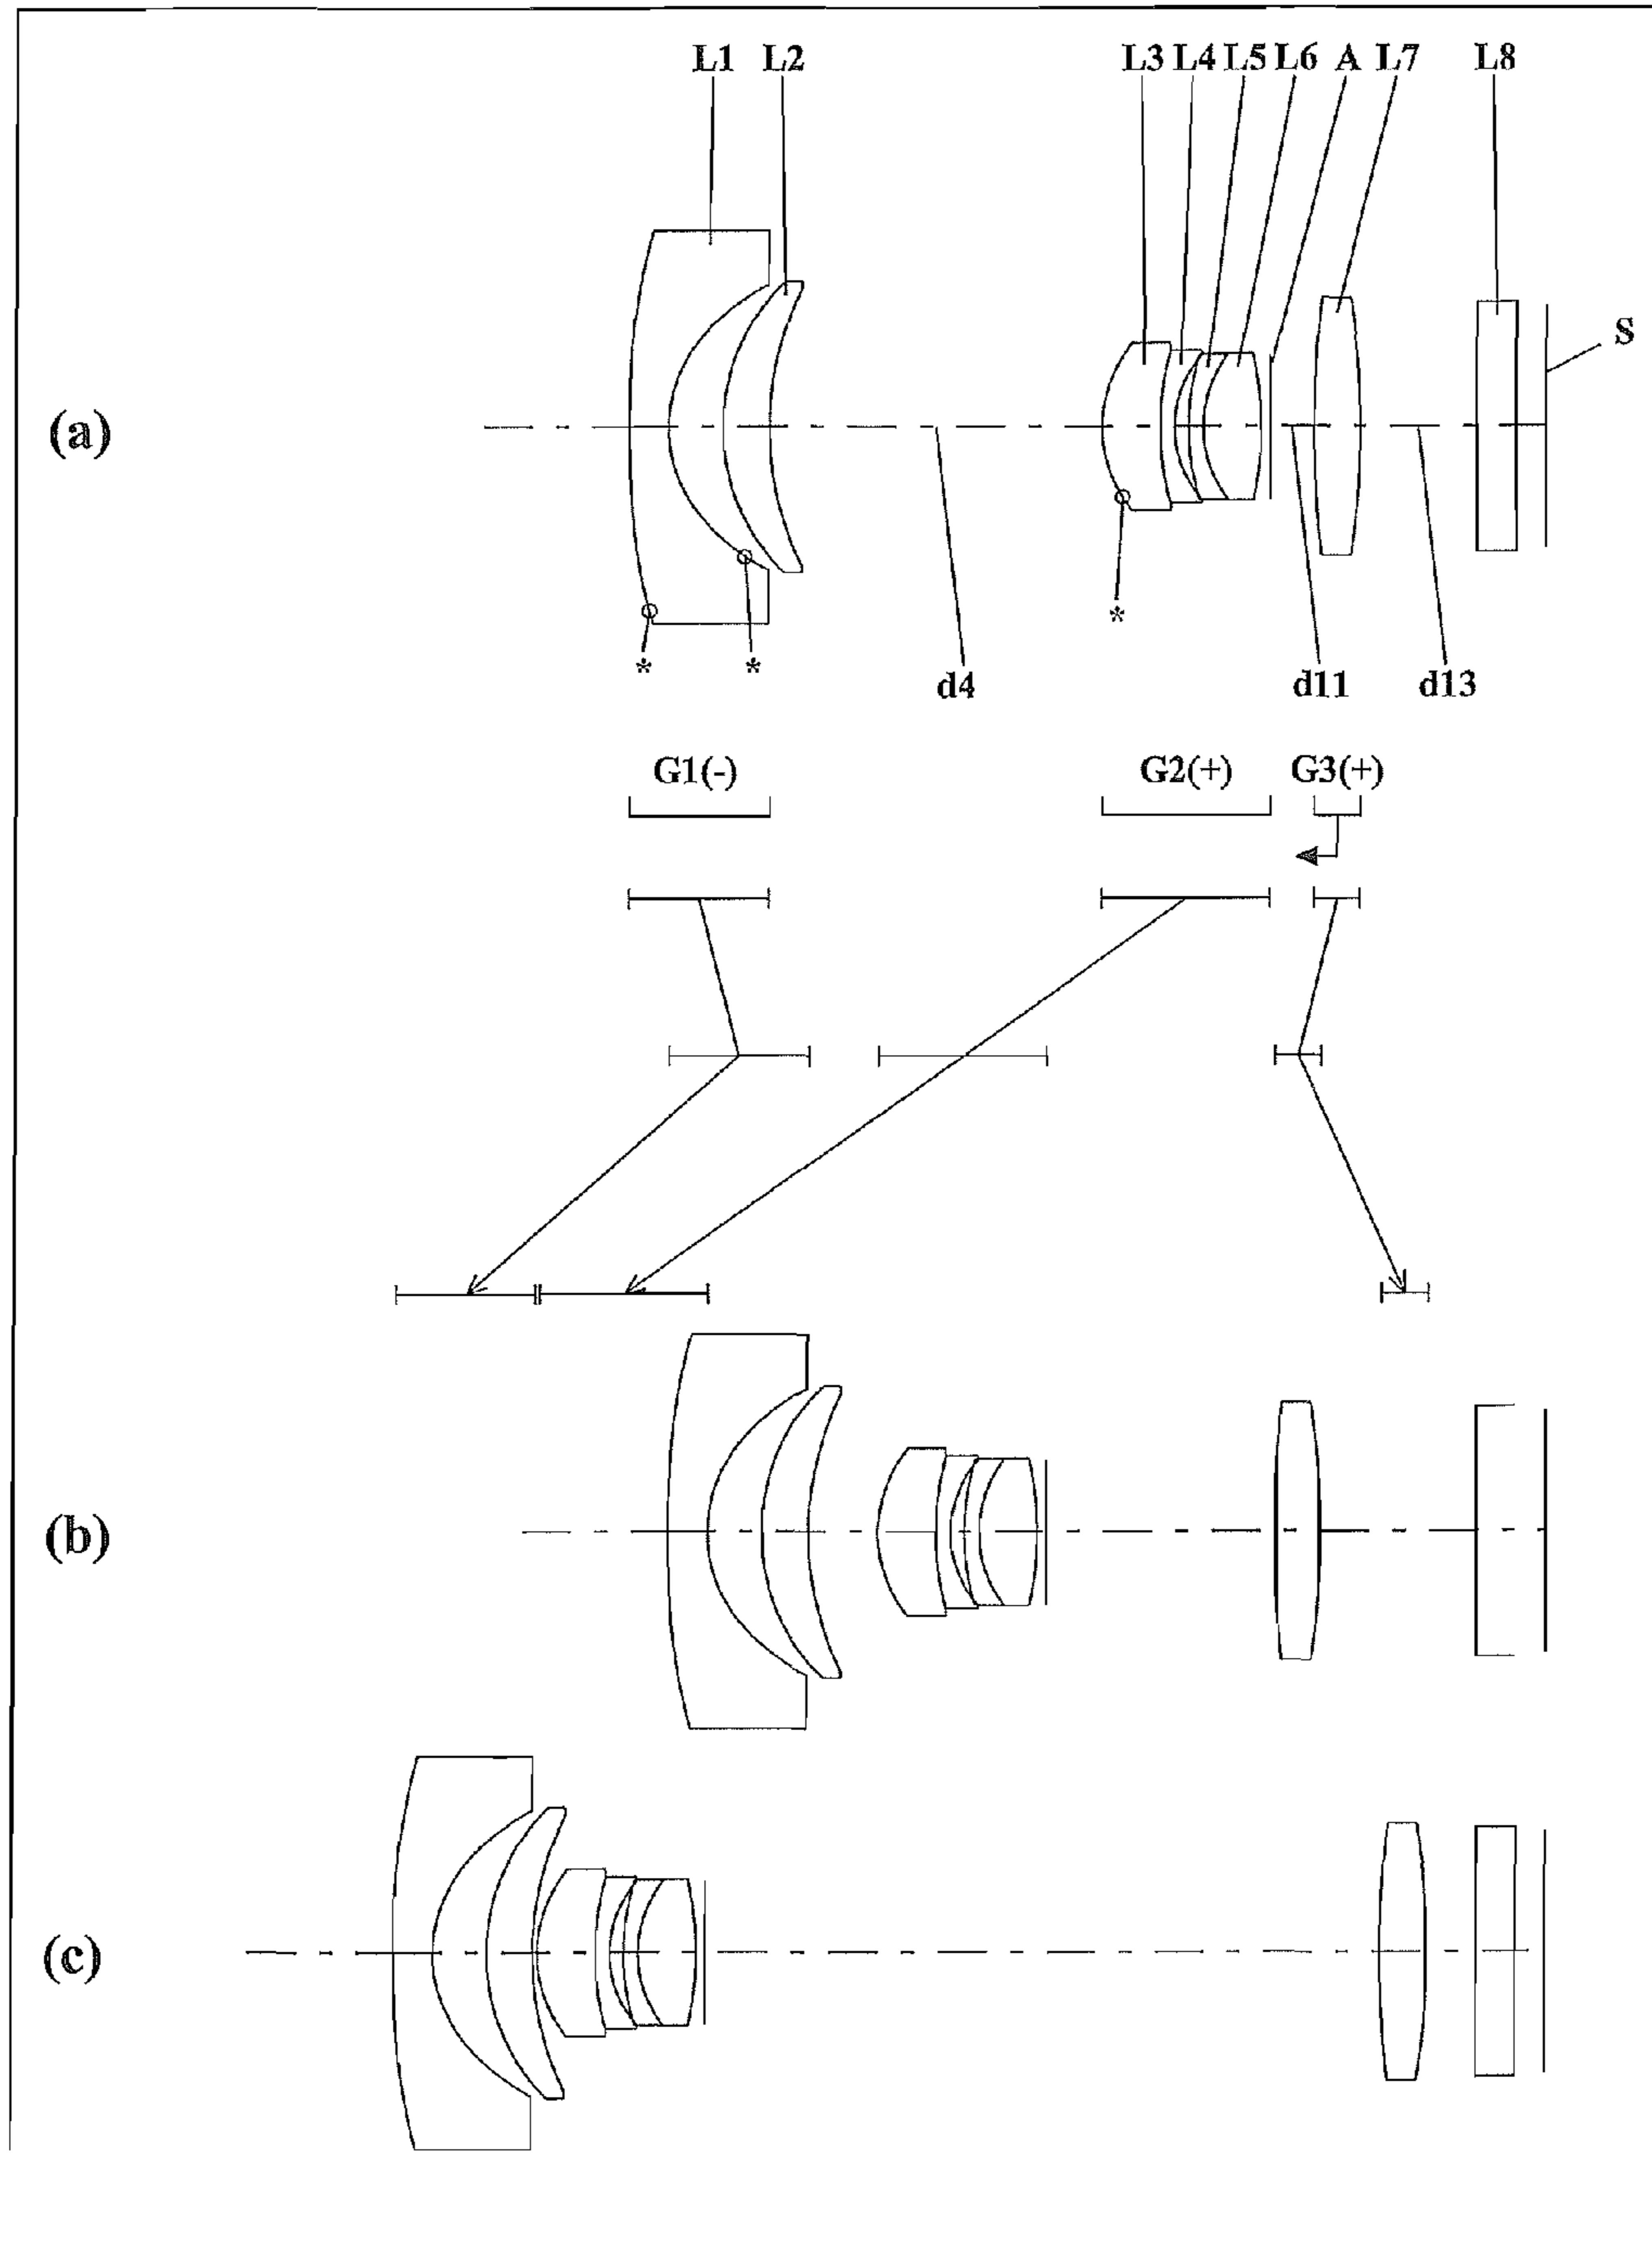 L1 L2 L3 L4 L5 L6 A L7 L8
S
(a)
* * *
d4 d11 d13
G1(-) G2(+) G3(+)
(b)
(c)